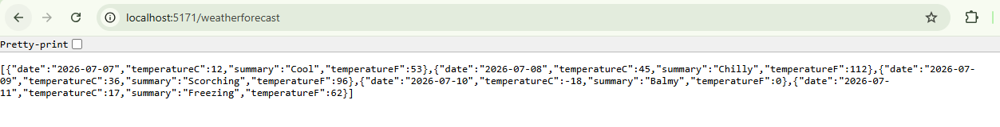 localhost:5171/weatherforecast
Pretty-print
[{"date":"2026-07-07","temperatureC":12,"summary":"Cool","temperatureF":53},{"date":"2026-07-08","temperatureC":45,"summary":"Chilly","temperatureF":112},{"date":"2026-07-
09","temperatureC":36,"summary":"Scorching","temperatureF":96},{"date":"2026-07-10","temperatureC":-18,"summary":"Balmy","temperatureF":0},{"date":"2026-07-
11","temperatureC":17,"summary":"Freezing","temperatureF":62}]